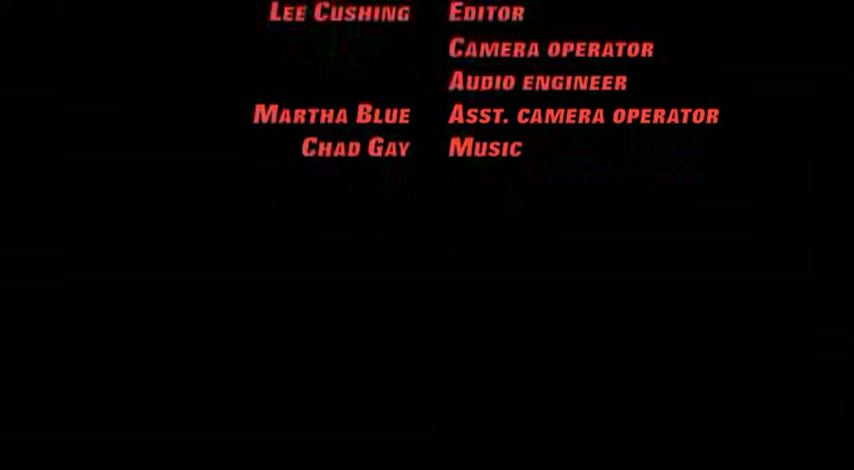 Lee Cushing Editor
Camera operator
Audio engineer
Martha Blue Asst. camera operator
Chad Gay Music